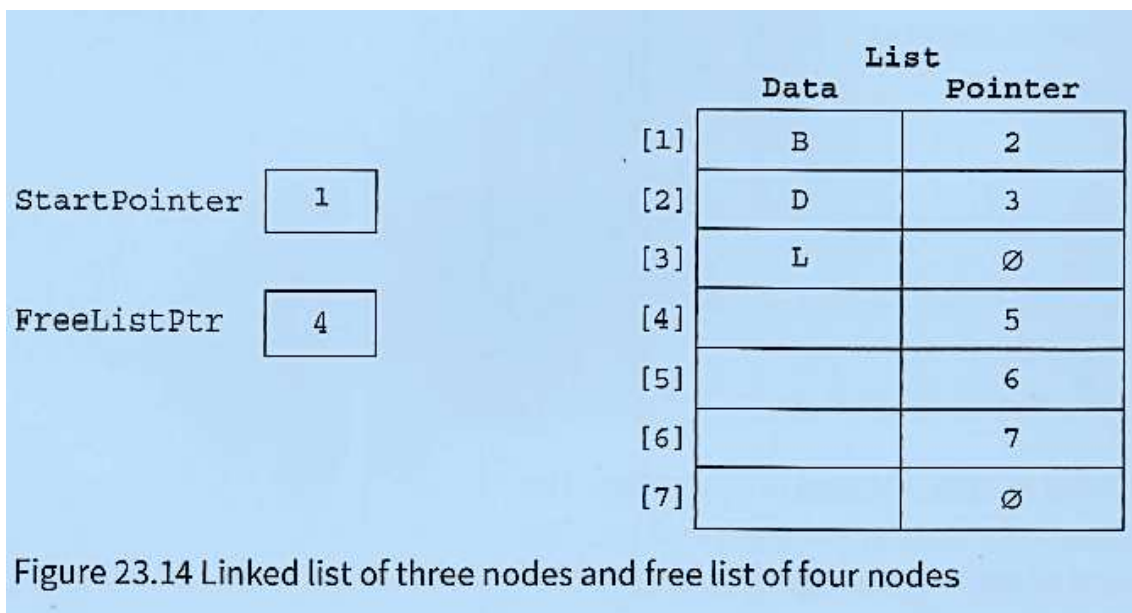 List
Data Pointer
[1] B 2
StartPointer 1
[2] D 3
[3] L ∅
FreeListPtr 4
[4] 5
[5] 6
[6] 7
[7] ∅
Figure 23.14 Linked list of three nodes and free list of four nodes